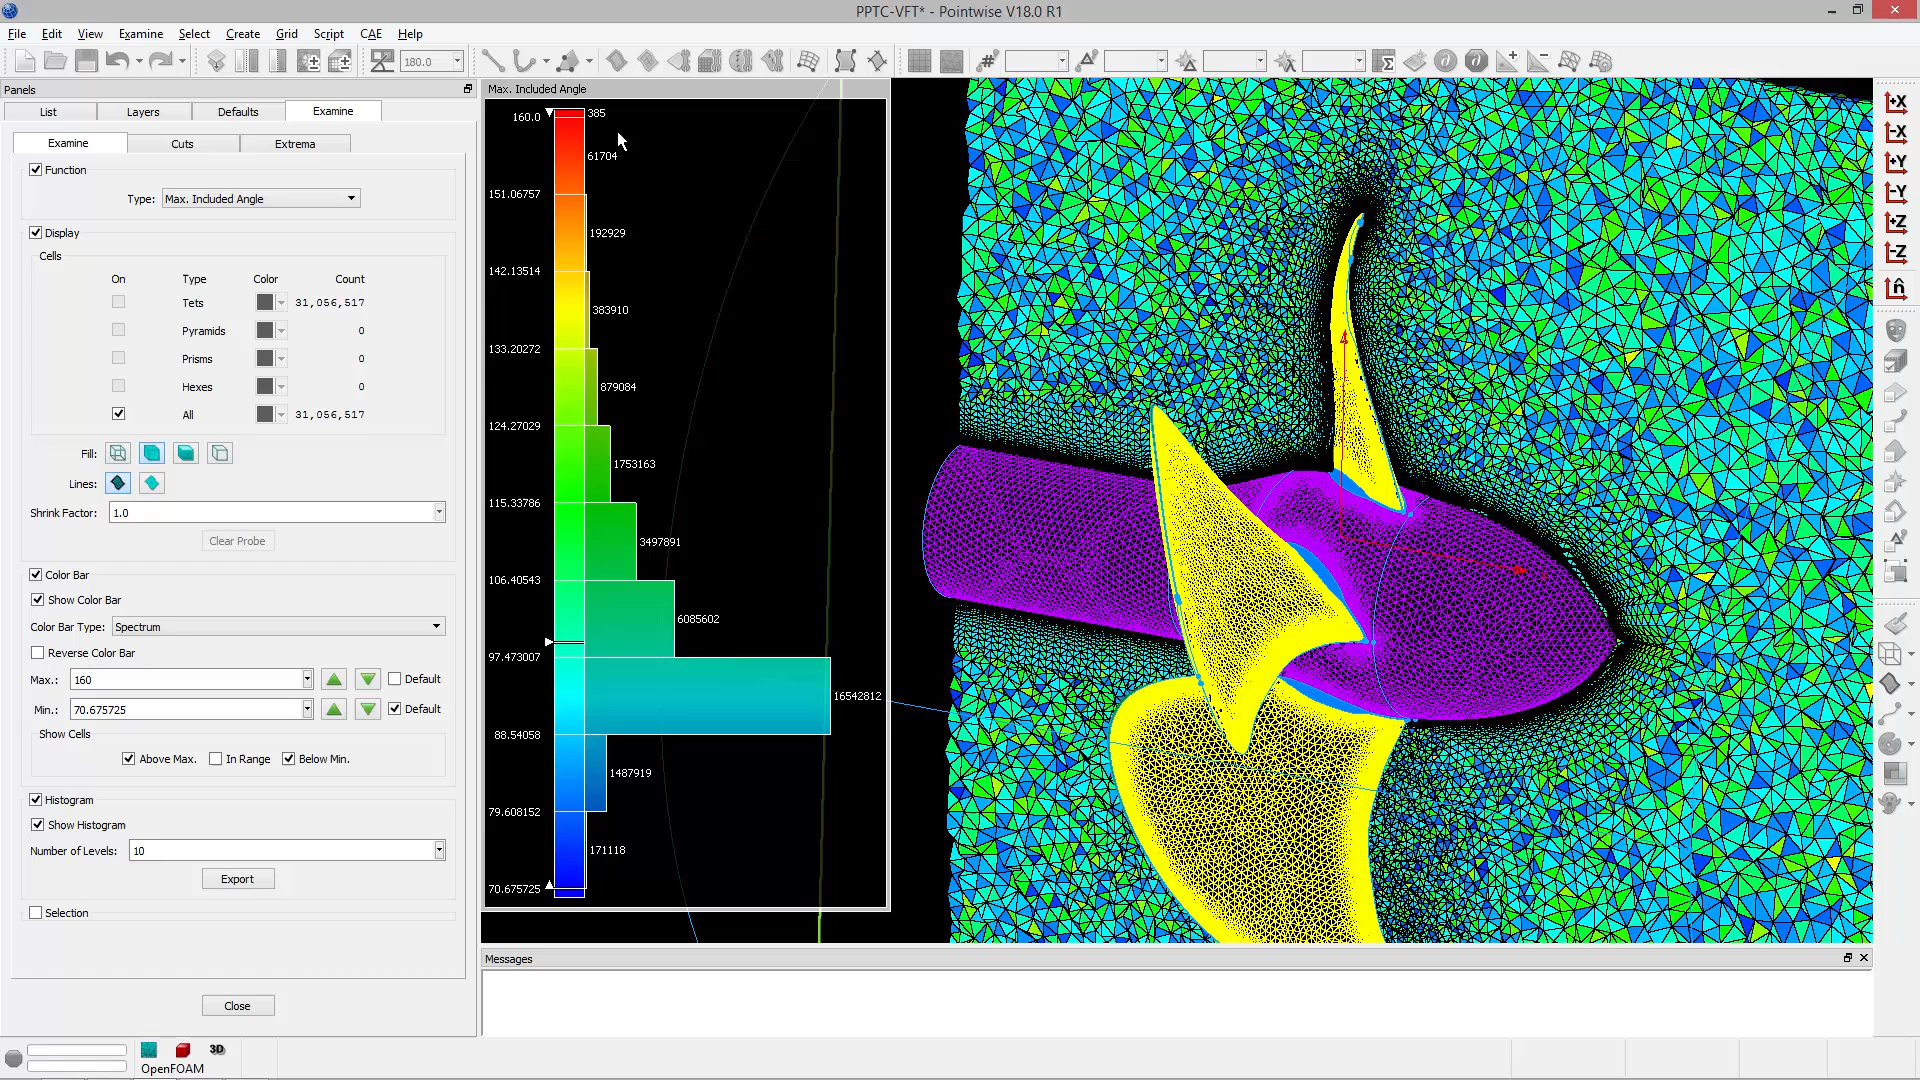 PPTC-VFT* - Pointwise V18.0 R1
File Edit View Examine Select Create Grid Script CAE Help
180.0
Panels
List Layers Defaults Examine
Examine Cuts Extrema
Function
Type: Max. Included Angle
Display
Cells
On Type Color Count
Tets 31,056,517
Pyramids 0
Prisms 0
Hexes 0
All 31,056,517
Fill:
Lines:
Shrink Factor: 1.0
Clear Probe
Color Bar
Show Color Bar
Color Bar Type: Spectrum
Reverse Color Bar
Max.: 160 Default
Min.: 70.675725 Default
Show Cells
Above Max. In Range Below Min.
Histogram
Show Histogram
Number of Levels: 10
Export
Selection
Close
Max. Included Angle
385
160.0
61704
151.06757
192929
142.13514
383910
133.20272
879084
124.27029
1753163
115.33786
3497891
106.40543
6085602
97.473007
16542812
88.54058
1487919
79.608152
171118
70.675725
+X
-X
+Y
-Y
+Z
-Z
n̂
Messages
3D
OpenFOAM